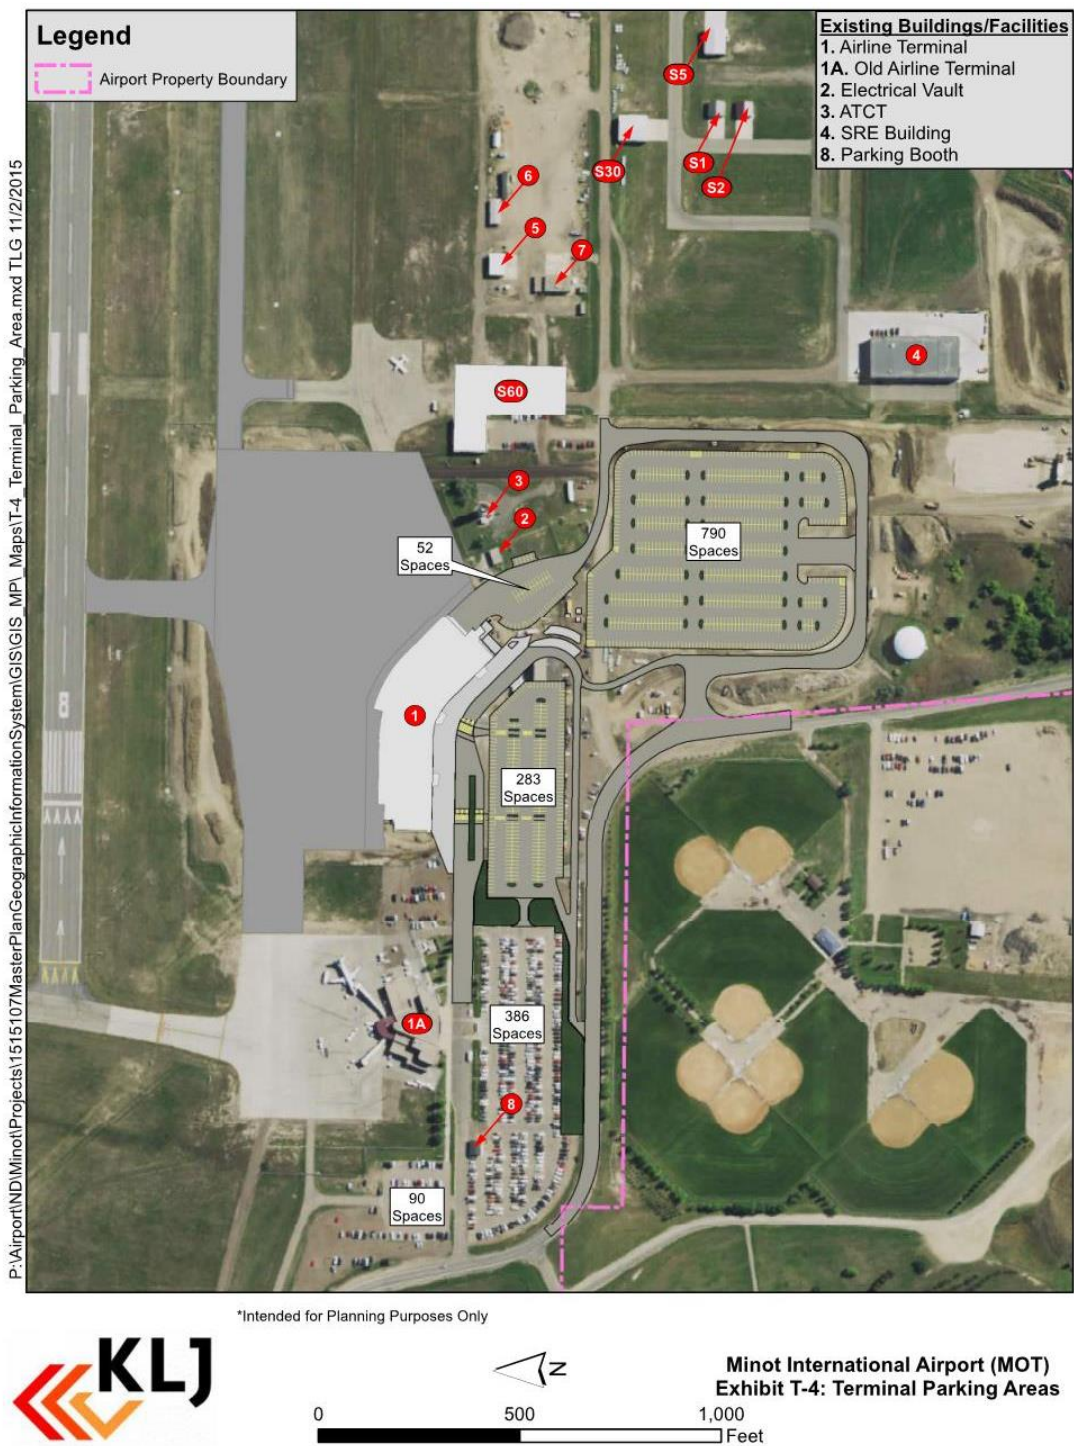 Legend
Airport Property Boundary
Existing Buildings/Facilities
1. Airline Terminal
1A. Old Airline Terminal
2. Electrical Vault
3. ATCT
4. SRE Building
8. Parking Booth
S5
S1
S2
S30
6
5
7
4
S60
3
2
52
Spaces
790
Spaces
1
283
Spaces
8
1A
386
Spaces
8
90
Spaces
P:\Airport\ND\Minot\Projects\1515107\MasterPlanGeographicInformationSystem\GIS\GIS_MP\_Maps\T-4_Terminal_Parking_Area.mxd TLG 11/2/2015
*Intended for Planning Purposes Only
KLJ
N
Minot International Airport (MOT)
Exhibit T-4: Terminal Parking Areas
0 500 1,000
Feet